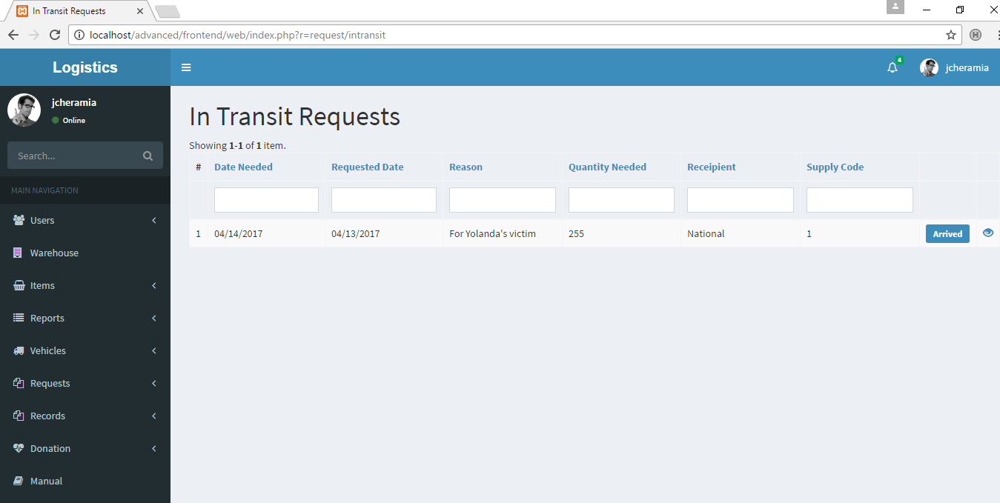 In Transit Requests
localhost/advanced/frontend/web/index.php?r=request/intransit
H
Logistics
4
jcheramia
jcheramia
Online
Search...
MAIN NAVIGATION
Users
Warehouse
Items
Reports
Vehicles
Requests
Records
Donation
Manual
In Transit Requests
Showing 1-1 of 1 item.
# Date Needed Requested Date Reason Quantity Needed Receipient Supply Code
1 04/14/2017 04/13/2017 For Yolanda's victim 255 National 1 Arrived